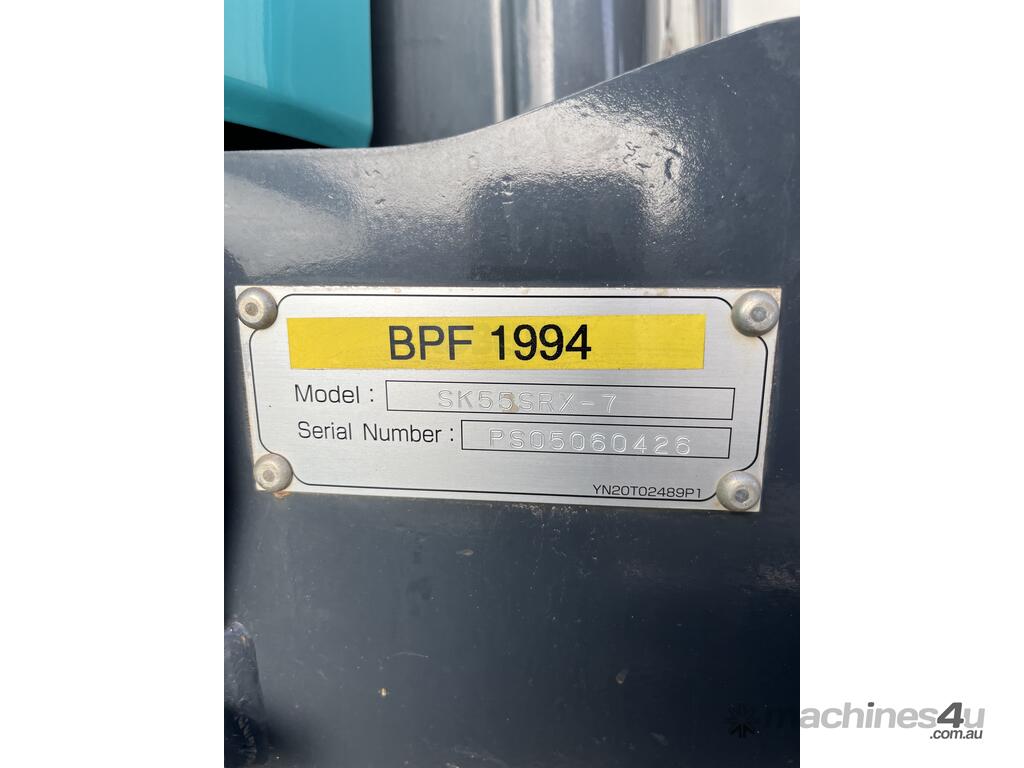 BPF 1994
Model : SK55SRX-7
Serial Number : PS05060426
YN20T02489P1
machines4u
.com.au